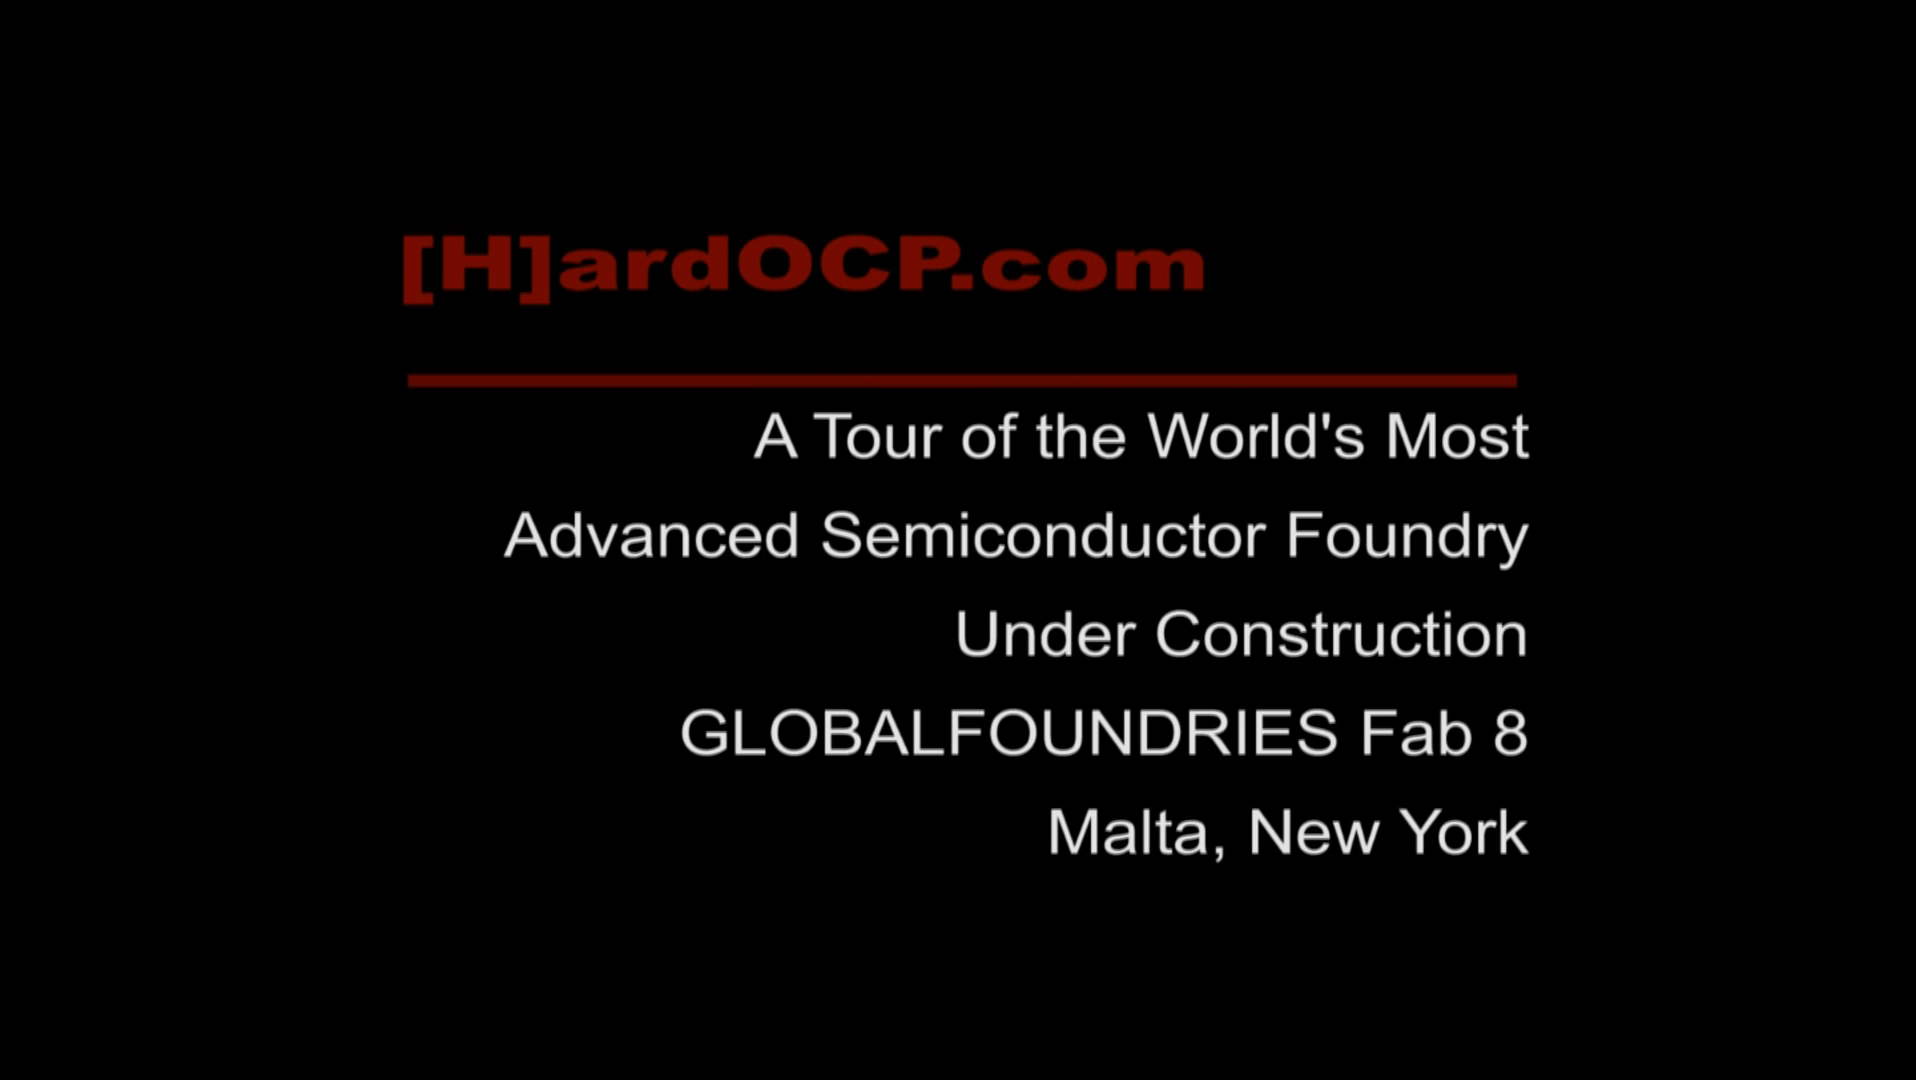 [H]ardOCP.com
A Tour of the World's Most
Advanced Semiconductor Foundry
Under Construction
GLOBALFOUNDRIES Fab 8
Malta, New York